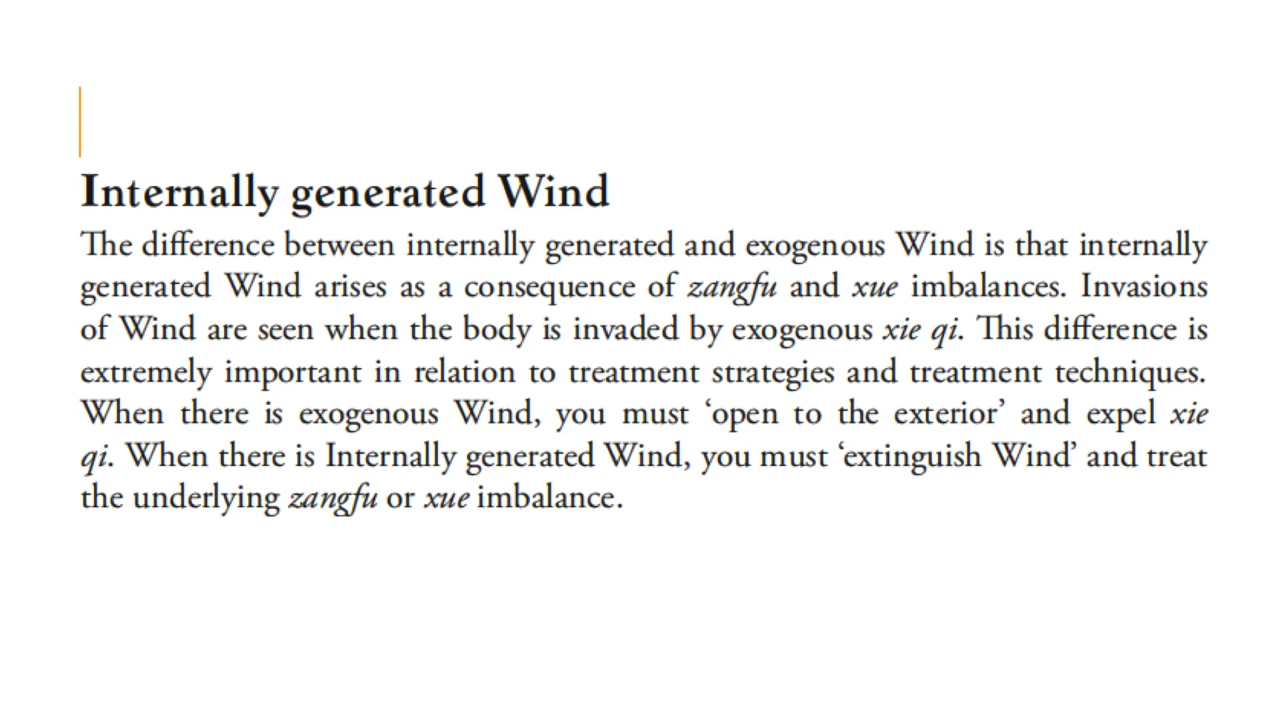 Internally generated Wind
The difference between internally generated and exogenous Wind is that internally
generated Wind arises as a consequence of zangfu and xue imbalances. Invasions
of Wind are seen when the body is invaded by exogenous xie qi. This difference is
extremely important in relation to treatment strategies and treatment techniques.
When there is exogenous Wind, you must ‘open to the exterior’ and expel xie
qi. When there is Internally generated Wind, you must ‘extinguish Wind’ and treat
the underlying zangfu or xue imbalance.